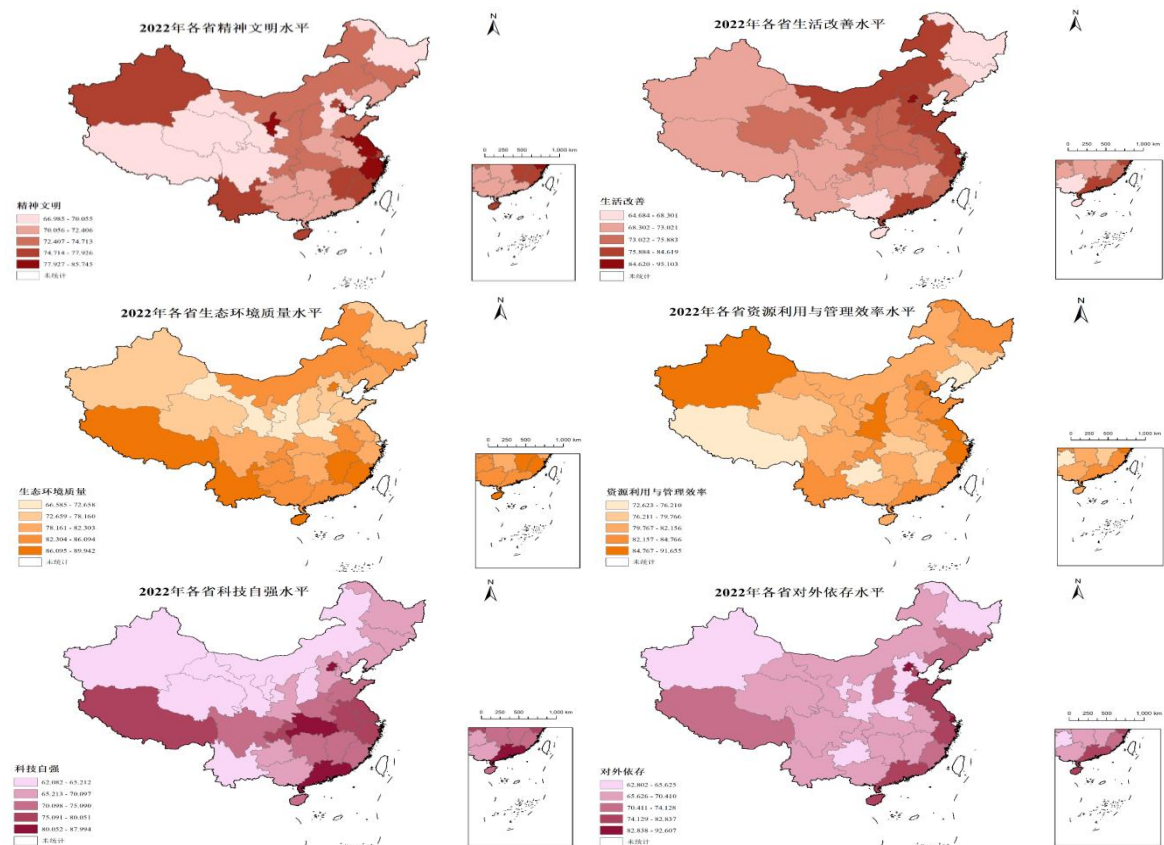 2022年各省精神文明水平
N
0 250 500 1,000 km
精神文明
66.985 - 70.055
70.056 - 72.406
72.407 - 74.713
74.714 - 77.926
77.927 - 85.745
未统计
2022年各省生活改善水平
N
0 250 500 1,000 km
生活改善
64.684 - 68.301
68.302 - 73.021
73.022 - 75.883
75.884 - 84.619
84.620 - 95.103
未统计
2022年各省生态环境质量水平
N
0 250 500 1,000 km
生态环境质量
66.585 - 72.658
72.659 - 78.160
78.161 - 82.303
82.304 - 86.094
86.095 - 89.942
未统计
2022年各省资源利用与管理效率水平
N
0 250 500 1,000 km
资源利用与管理效率
72.623 - 76.210
76.211 - 79.766
79.767 - 82.156
82.157 - 84.766
84.767 - 91.655
未统计
2022年各省科技自强水平
N
0 250 500 1,000 km
科技自强
62.082 - 65.212
65.213 - 70.097
70.098 - 75.090
75.091 - 80.051
80.052 - 87.994
未统计
2022年各省对外依存水平
N
0 250 500 1,000 km
对外依存
62.802 - 65.625
65.626 - 70.410
70.411 - 74.128
74.129 - 82.837
82.838 - 92.607
未统计